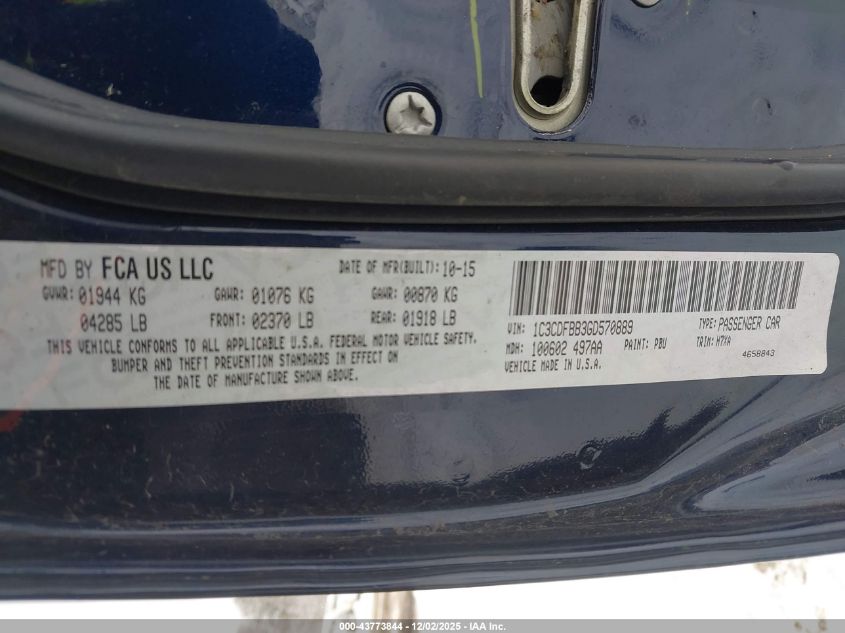 MFD BY FCA US LLC
DATE OF MFR(BUILT): 10-15
GVWR: 01944 KG GAWR: 01076 KG GAWR: 00870 KG
04285 LB FRONT: 02370 LB REAR: 01918 LB
THIS VEHICLE CONFORMS TO ALL APPLICABLE U.S.A. FEDERAL MOTOR VEHICLE SAFETY,
BUMPER AND THEFT PREVENTION STANDARDS IN EFFECT ON
THE DATE OF MANUFACTURE SHOWN ABOVE.
VIN: 1C3CDFBB3GD570889 TYPE: PASSENGER CAR
MDH: 100602 497AA PAINT: PBU TRIM: H7XA
VEHICLE MADE IN U.S.A. 4658843
000-43773844 - 12/02/2025 - IAA Inc.